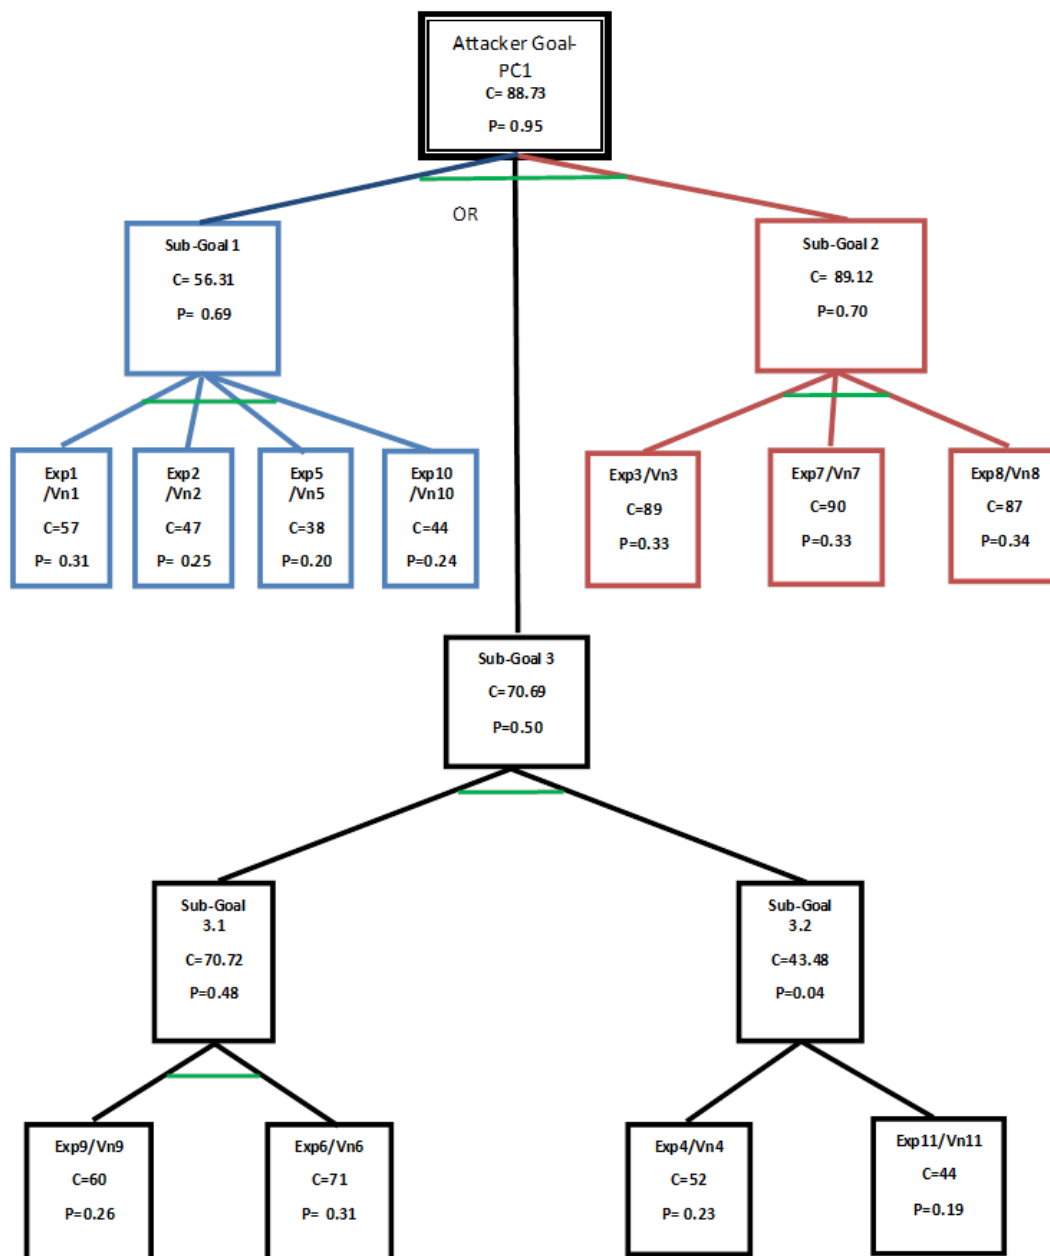 Attacker Goal-
PC1
C= 88.73
P= 0.95
OR
Sub-Goal 1
C= 56.31
P= 0.69
Sub-Goal 2
C= 89.12
P=0.70
Exp1
/Vn1
C=57
P= 0.31
Exp2
/Vn2
C=47
P= 0.25
Exp5
/Vn5
C=38
P=0.20
Exp10
/Vn10
C=44
P=0.24
Exp3/Vn3
C=89
P=0.33
Exp7/Vn7
C=90
P=0.33
Exp8/Vn8
C=87
P=0.34
Sub-Goal 3
C=70.69
P=0.50
Sub-Goal
3.1
C=70.72
P=0.48
Sub-Goal
3.2
C=43.48
P=0.04
Exp9/Vn9
C=60
P=0.26
Exp6/Vn6
C=71
P= 0.31
Exp4/Vn4
C=52
P= 0.23
Exp11/Vn11
C=44
P=0.19